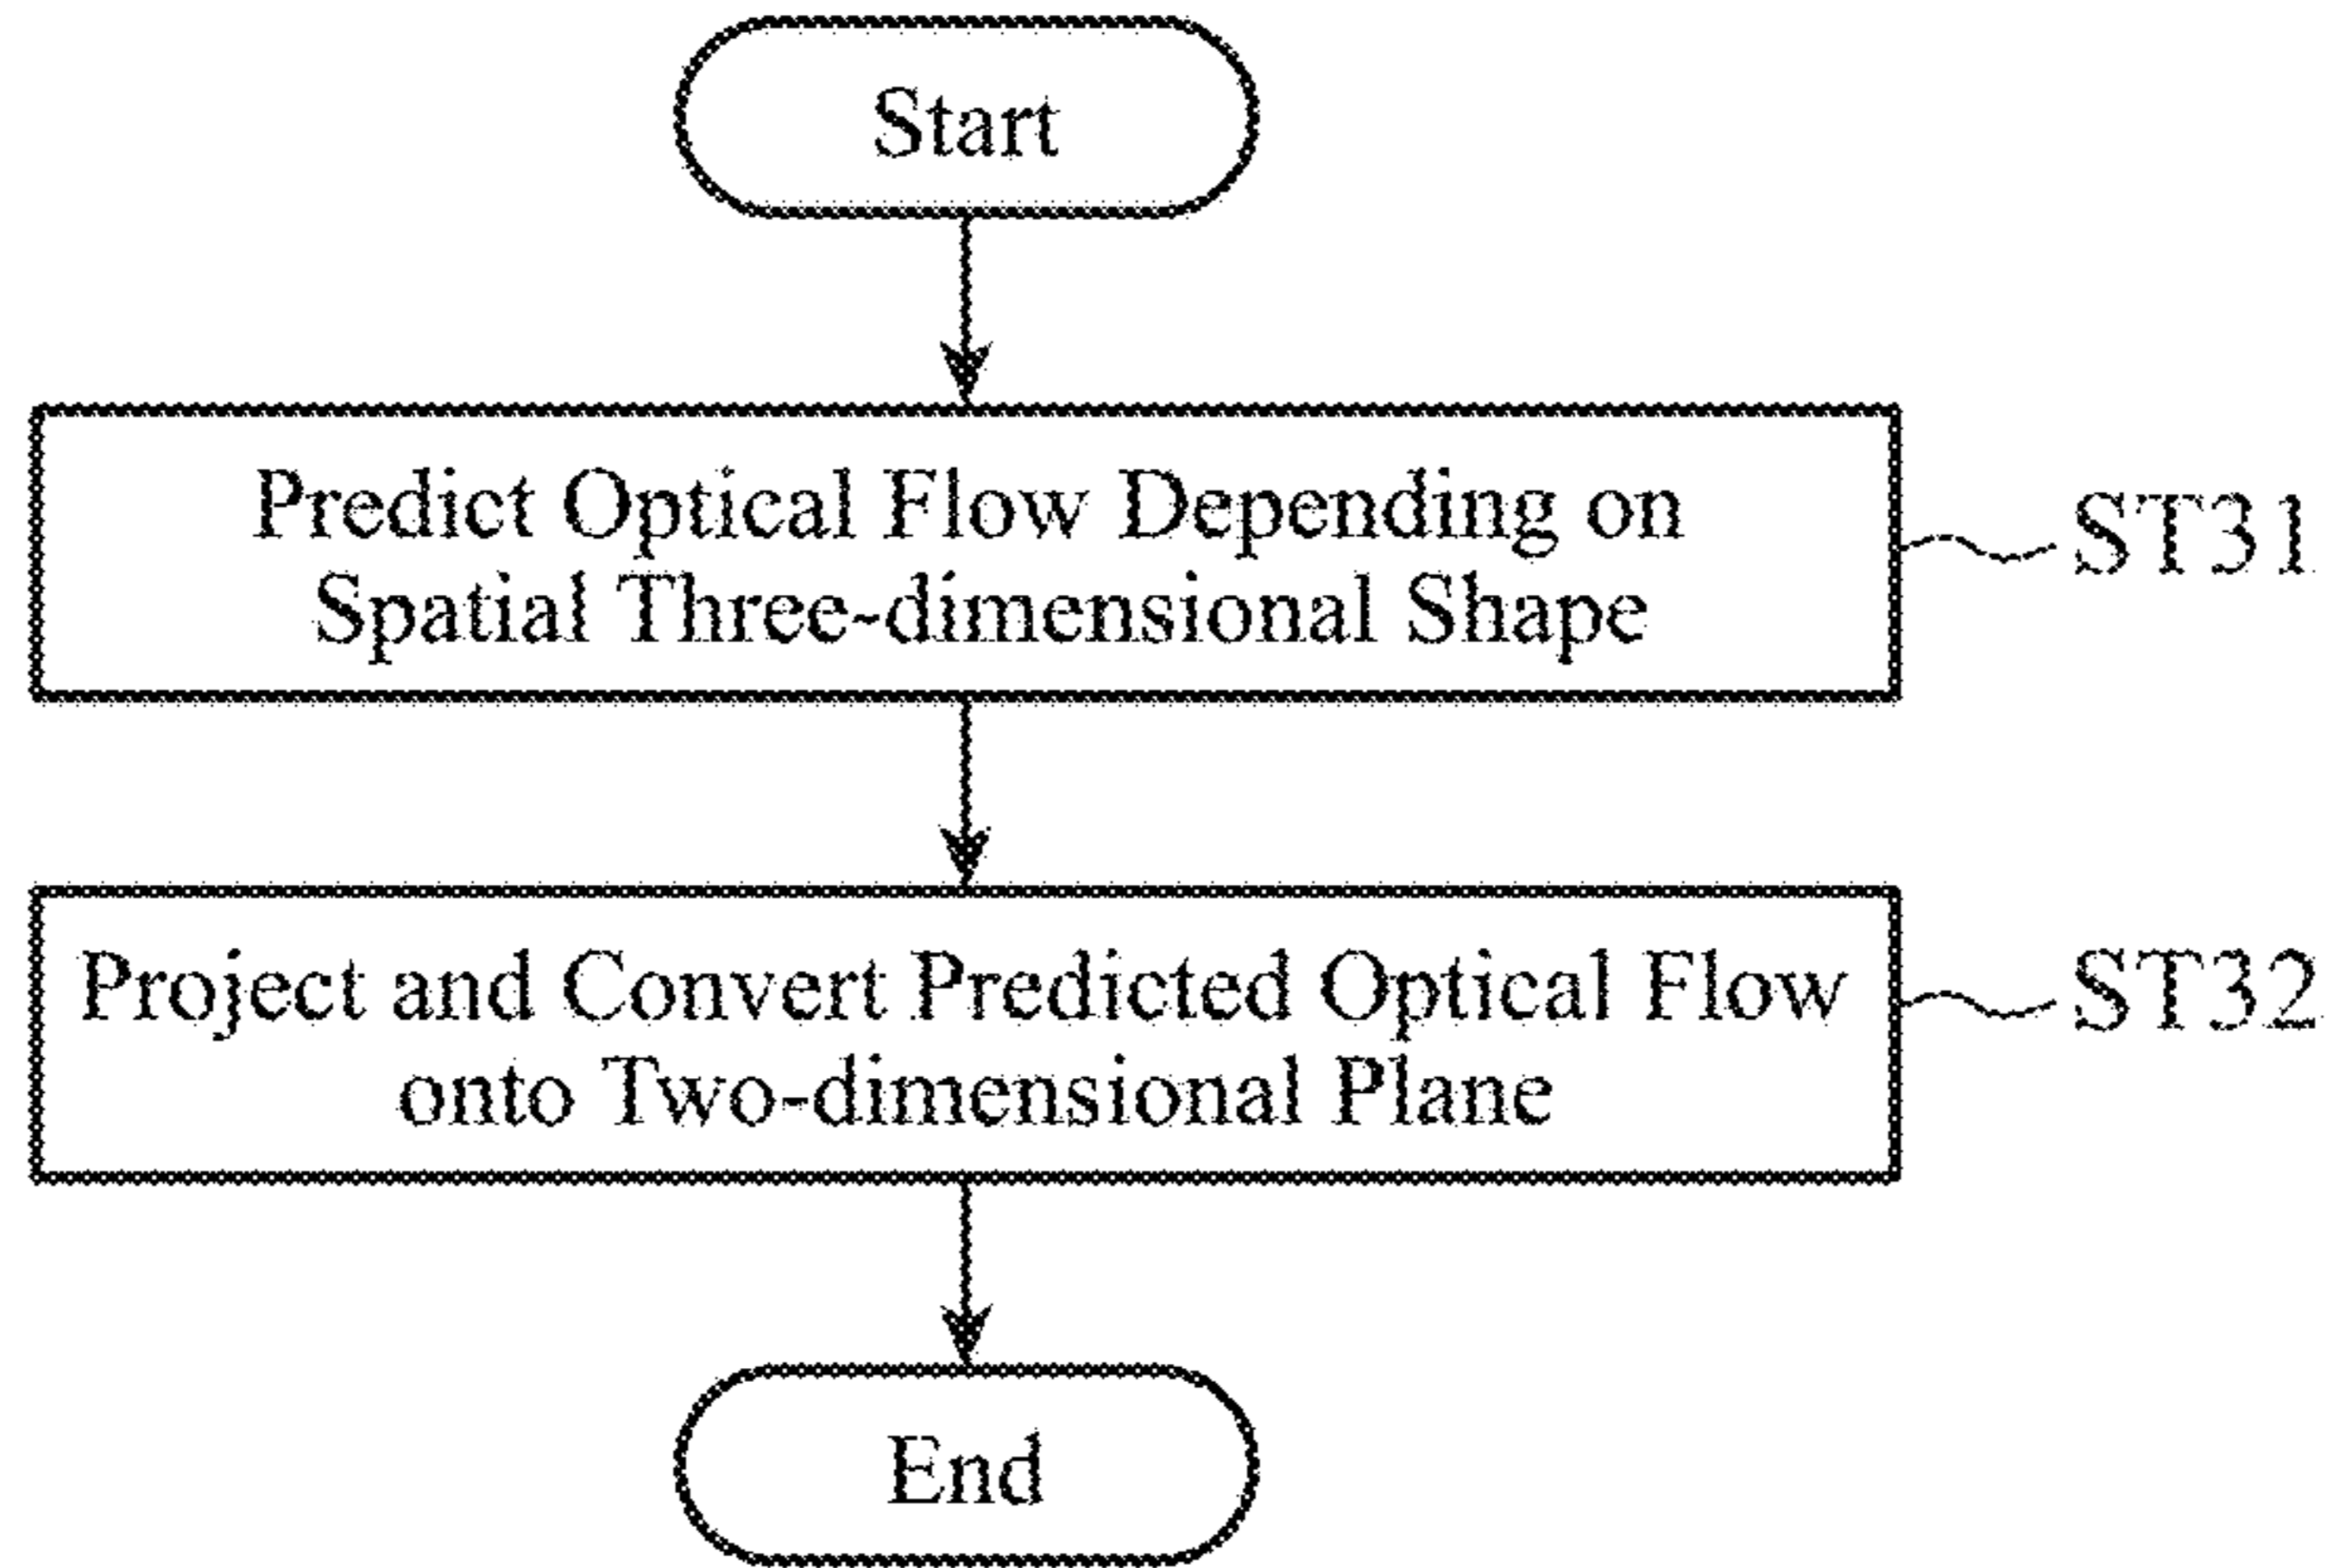 Start
Predict Optical Flow Depending on
Spatial Three-dimensional Shape
ST31
Project and Convert Predicted Optical Flow
onto Two-dimensional Plane
ST32
End